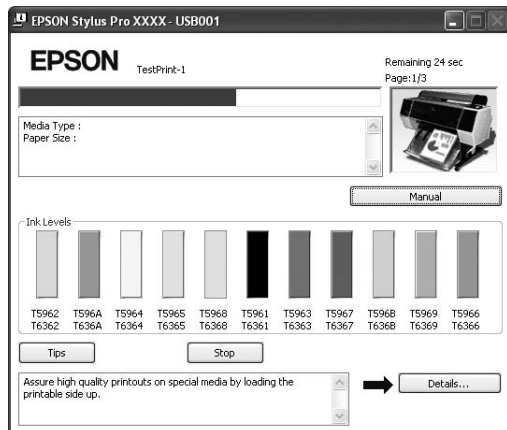 EPSON Stylus Pro XXXX - USB001
EPSON
TestPrint-1
Remaining 24 sec
Page:1/3
Media Type :
Paper Size :
Manual
Ink Levels
T5962 T596A T5964 T5965 T5968 T5961 T5963 T5967 T596B T5969 T5966
T6362 T636A T6364 T6365 T6368 T6361 T6363 T6367 T636B T6369 T6366
Tips
Stop
Assure high quality printouts on special media by loading the
printable side up.
Details...